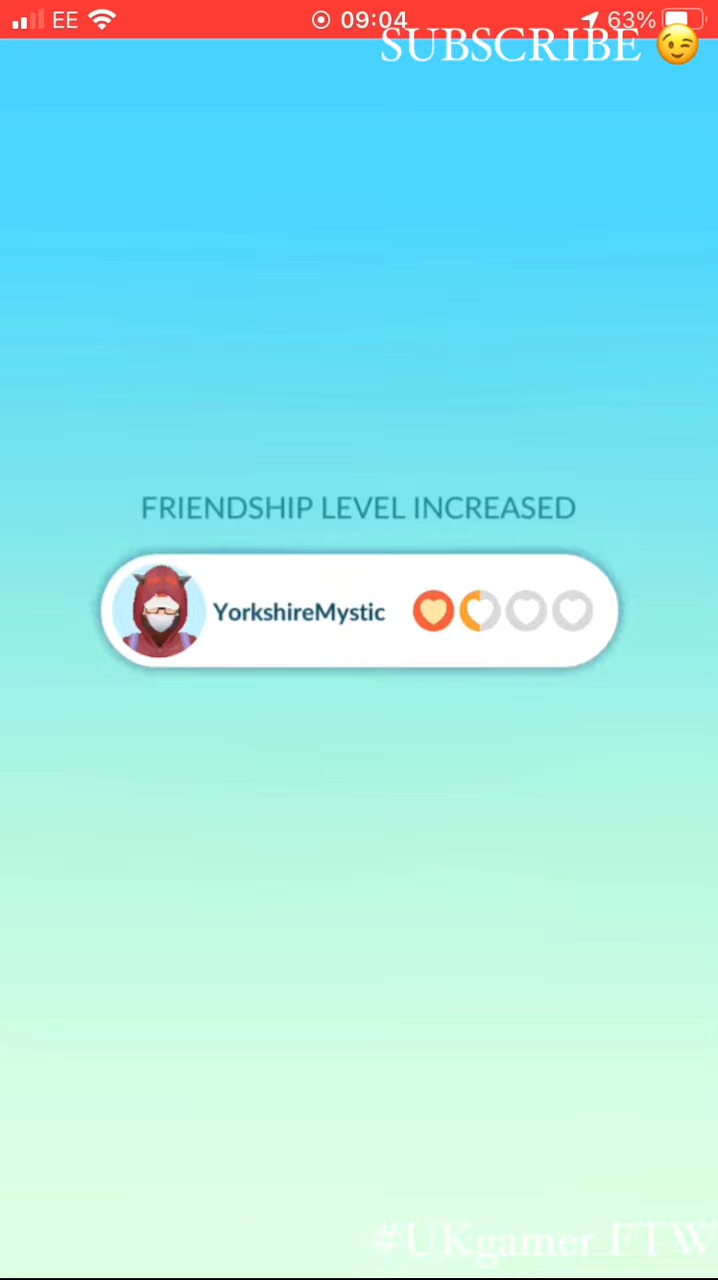 EE 09:04 63%
SUBSCRIBE 😉
FRIENDSHIP LEVEL INCREASED
YorkshireMystic
#UKgamer FTW